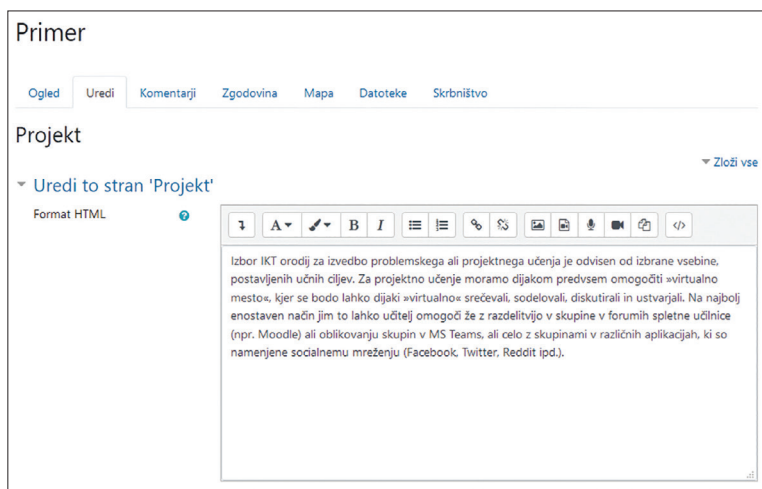 Primer
Ogled Uredi Komentarji Zgodovina Mapa Datoteke Skrbništvo
Projekt
Zloži vse
Uredi to stran 'Projekt'
Format HTML
A B I
Izbor IKT orodij za izvedbo problemskega ali projektnega učenja je odvisen od izbrane vsebine,
postavljenih učnih ciljev. Za projektno učenje moramo dijakom predvsem omogočiti »virtualno
mesto«, kjer se bodo lahko dijaki »virtualno« srečevali, sodelovali, diskutirali in ustvarjali. Na najbolj
enostaven način jim to lahko učitelj omogoči že z razdelitvijo v skupine v forumih spletne učilnice
(npr. Moodle) ali oblikovanju skupin v MS Teams, ali celo z skupinami v različnih aplikacijah, ki so
namenjene socialnemu mreženju (Facebook, Twitter, Reddit ipd.).